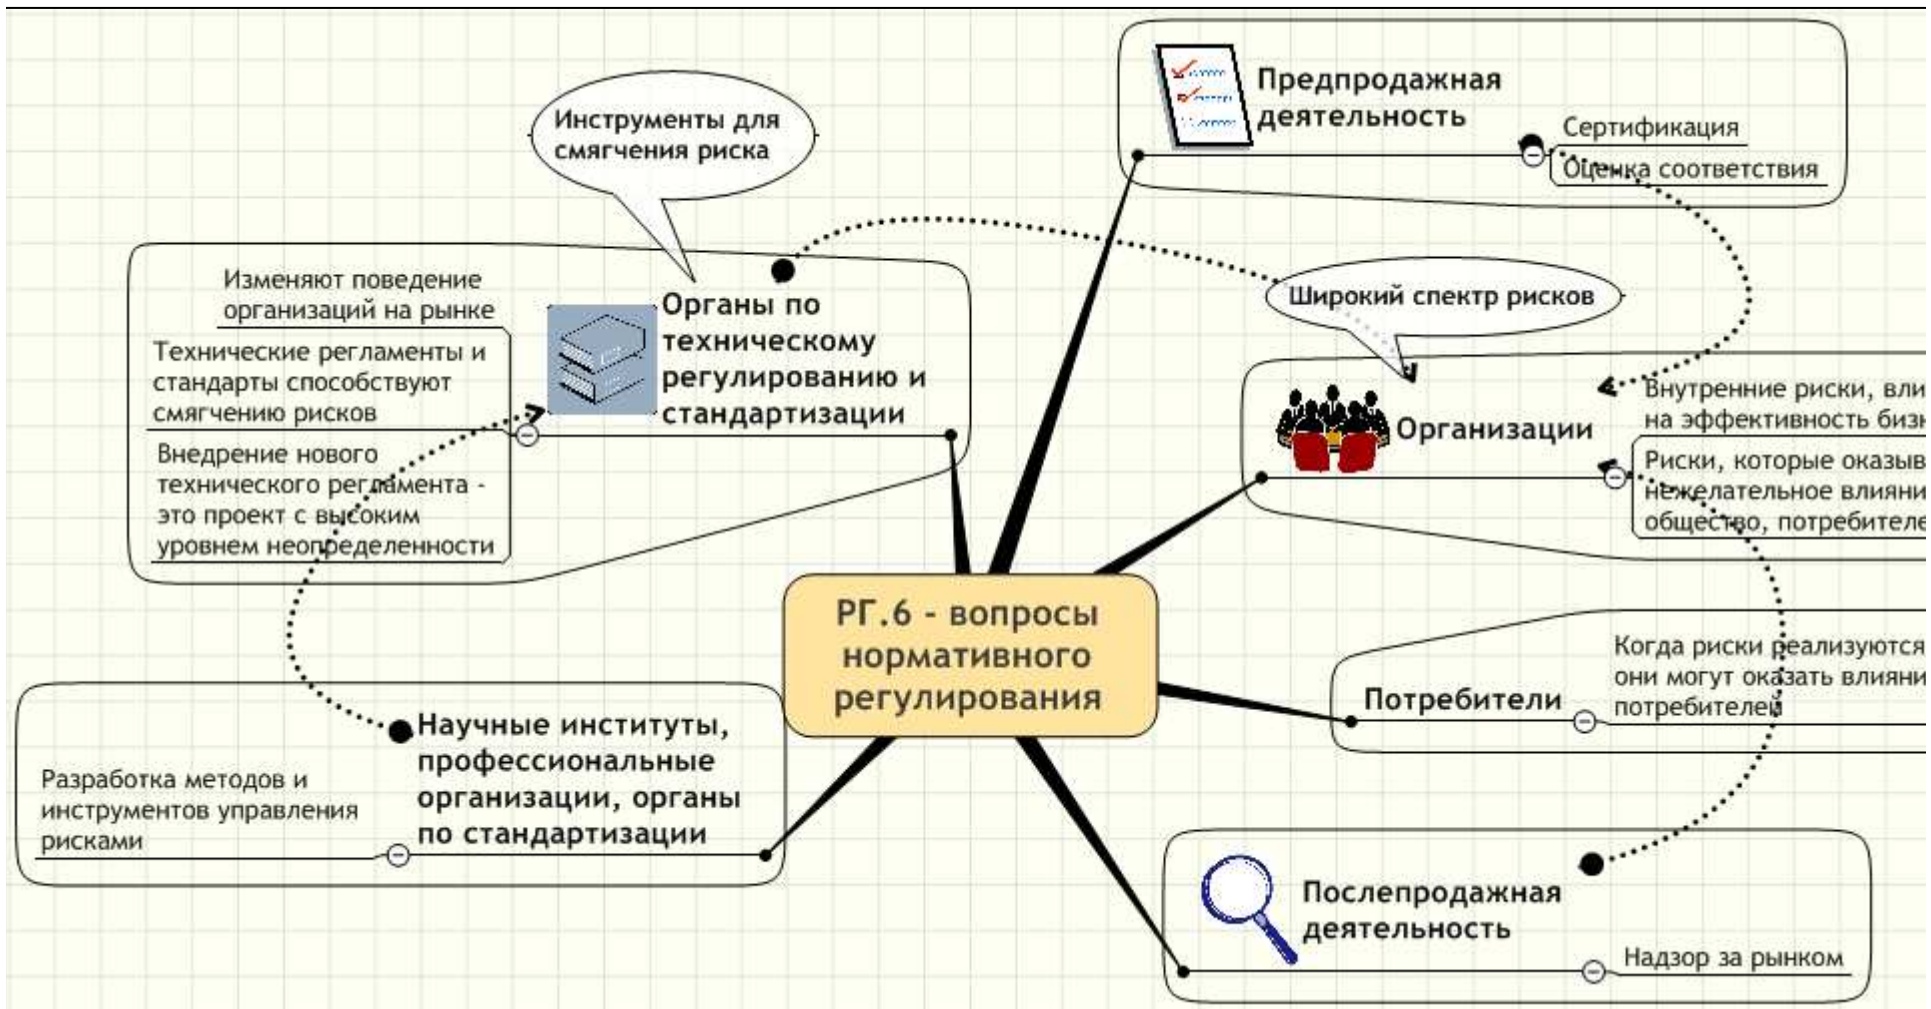 Предпродажная
деятельность
Сертификация
Оценка соответствия
Инструменты для
смягчения риска
Изменяют поведение
организаций на рынке
Технические регламенты и
стандарты способствуют
смягчению рисков
Внедрение нового
технического регламента -
это проект с высоким
уровнем неопределенности
Органы по
техническому
регулированию и
стандартизации
Широкий спектр рисков
Организации
Внутренние риски, вли
на эффективность бизн
Риски, которые оказыв
нежелательное влияни
общество, потребителе
РГ.6 - вопросы
нормативного
регулирования
Потребители
Когда риски реализуются
они могут оказать влияни
потребителей
Научные институты,
профессиональные
организации, органы
по стандартизации
Разработка методов и
инструментов управления
рисками
Послепродажная
деятельность
Надзор за рынком